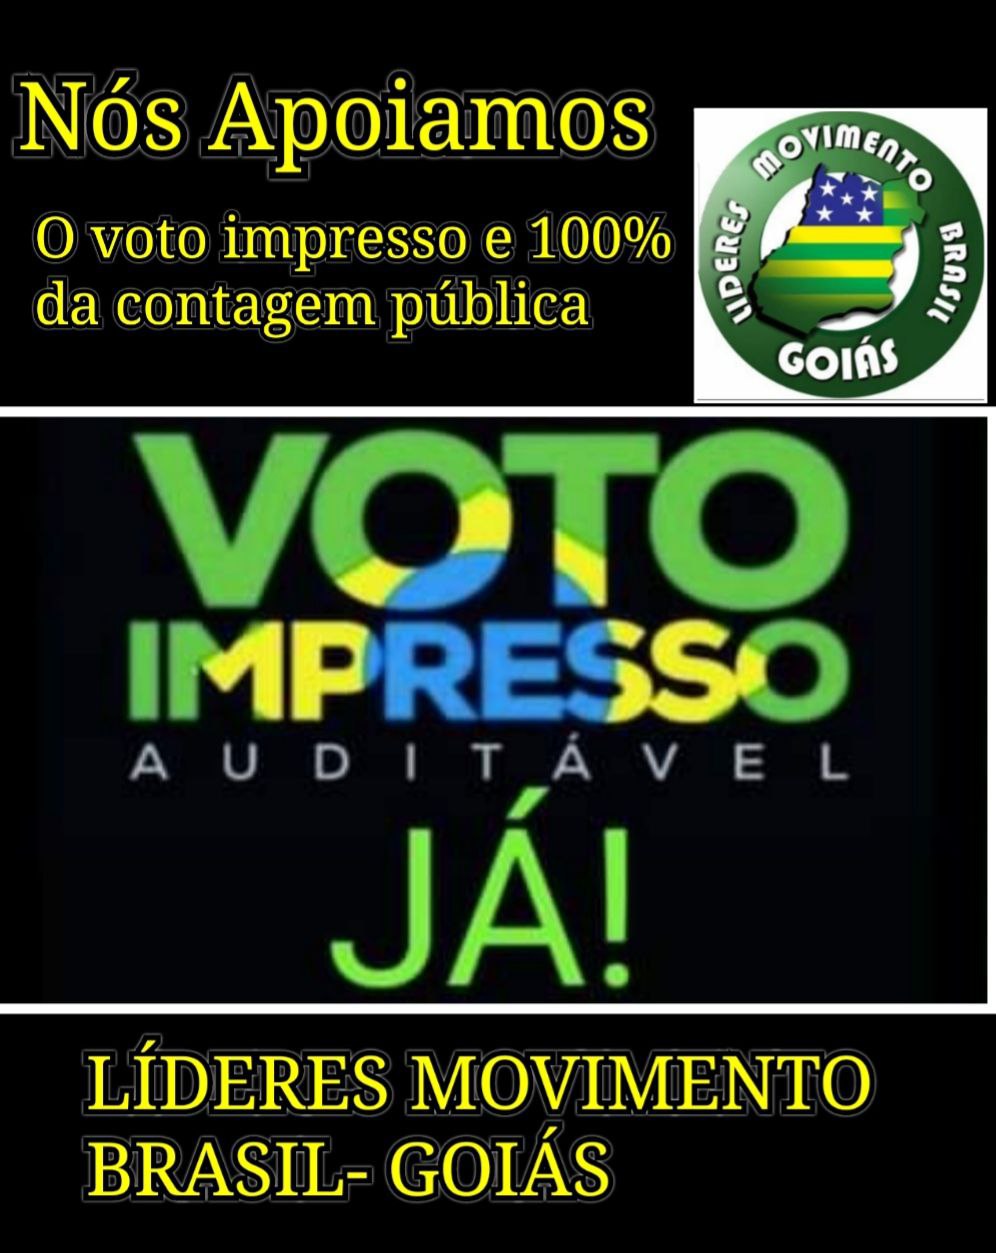 Nós Apoiamos
O voto impresso e 100%
da contagem pública
LÍDERES MOVIMENTO BRASIL
GOIÁS
VOTO
IMPRESSO
AUDITÁVEL
JÁ!
LÍDERES MOVIMENTO
BRASIL- GOIÁS